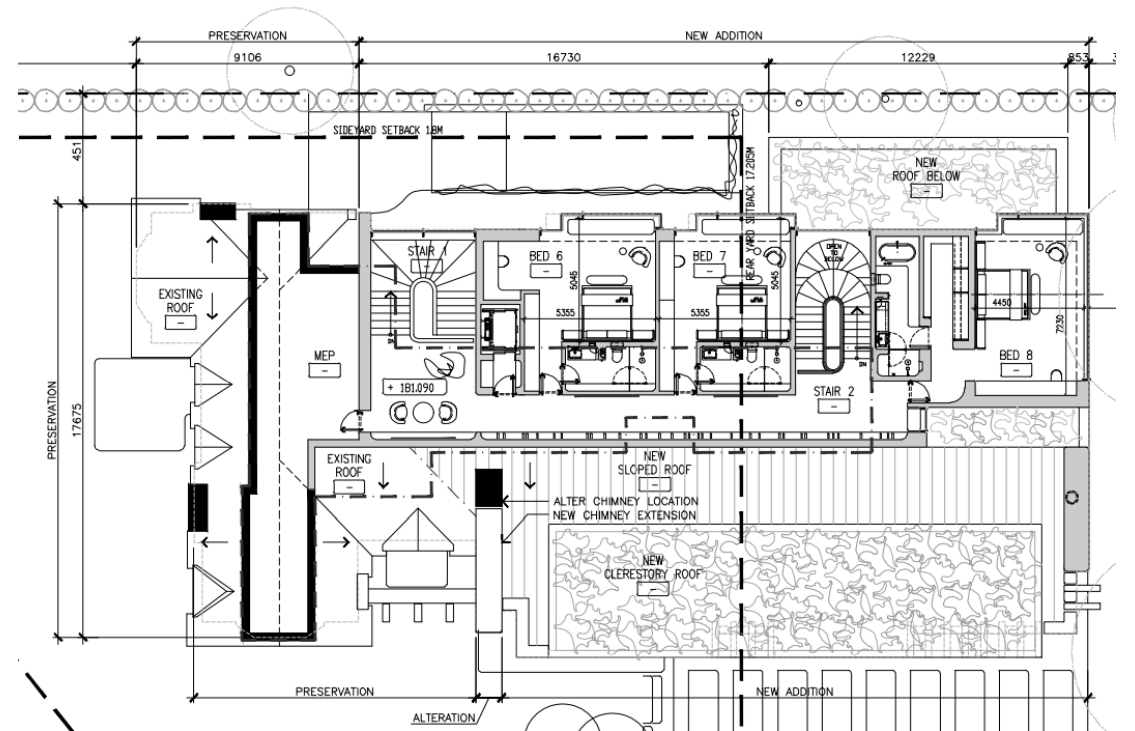 PRESERVATION
NEW ADDITION
9106
16730
12229
853
SIDEYARD SETBACK 1.8M
451
REAR YARD SETBACK 17.205M
NEW
ROOF BELOW
STAIR 1
BED 6
BED 7
OPEN
TO
BELOW
5045
5045
EXISTING
ROOF
5355
5355
4450
7230
MEP
BED 8
+ 181.090
STAIR 2
PRESERVATION
17675
EXISTING
ROOF
NEW
SLOPED ROOF
ALTER CHIMNEY LOCATION
NEW CHIMNEY EXTENSION
NEW
CLERESTORY ROOF
PRESERVATION
NEW ADDITION
ALTERATION